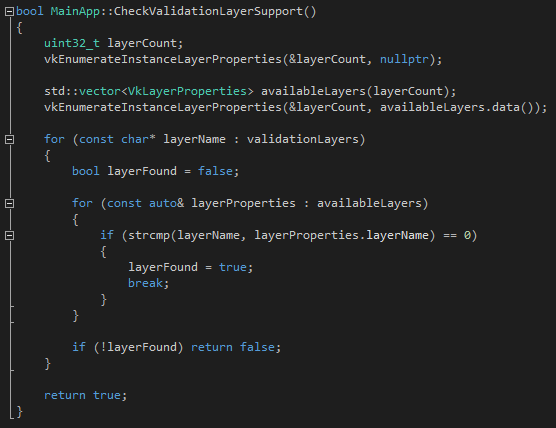 bool MainApp::CheckValidationLayerSupport()
{
    uint32_t layerCount;
    vkEnumerateInstanceLayerProperties(&layerCount, nullptr);

    std::vector<VkLayerProperties> availableLayers(layerCount);
    vkEnumerateInstanceLayerProperties(&layerCount, availableLayers.data());

    for (const char* layerName : validationLayers)
    {
        bool layerFound = false;

        for (const auto& layerProperties : availableLayers)
        {
            if (strcmp(layerName, layerProperties.layerName) == 0)
            {
                layerFound = true;
                break;
            }
        }

        if (!layerFound) return false;
    }

    return true;
}